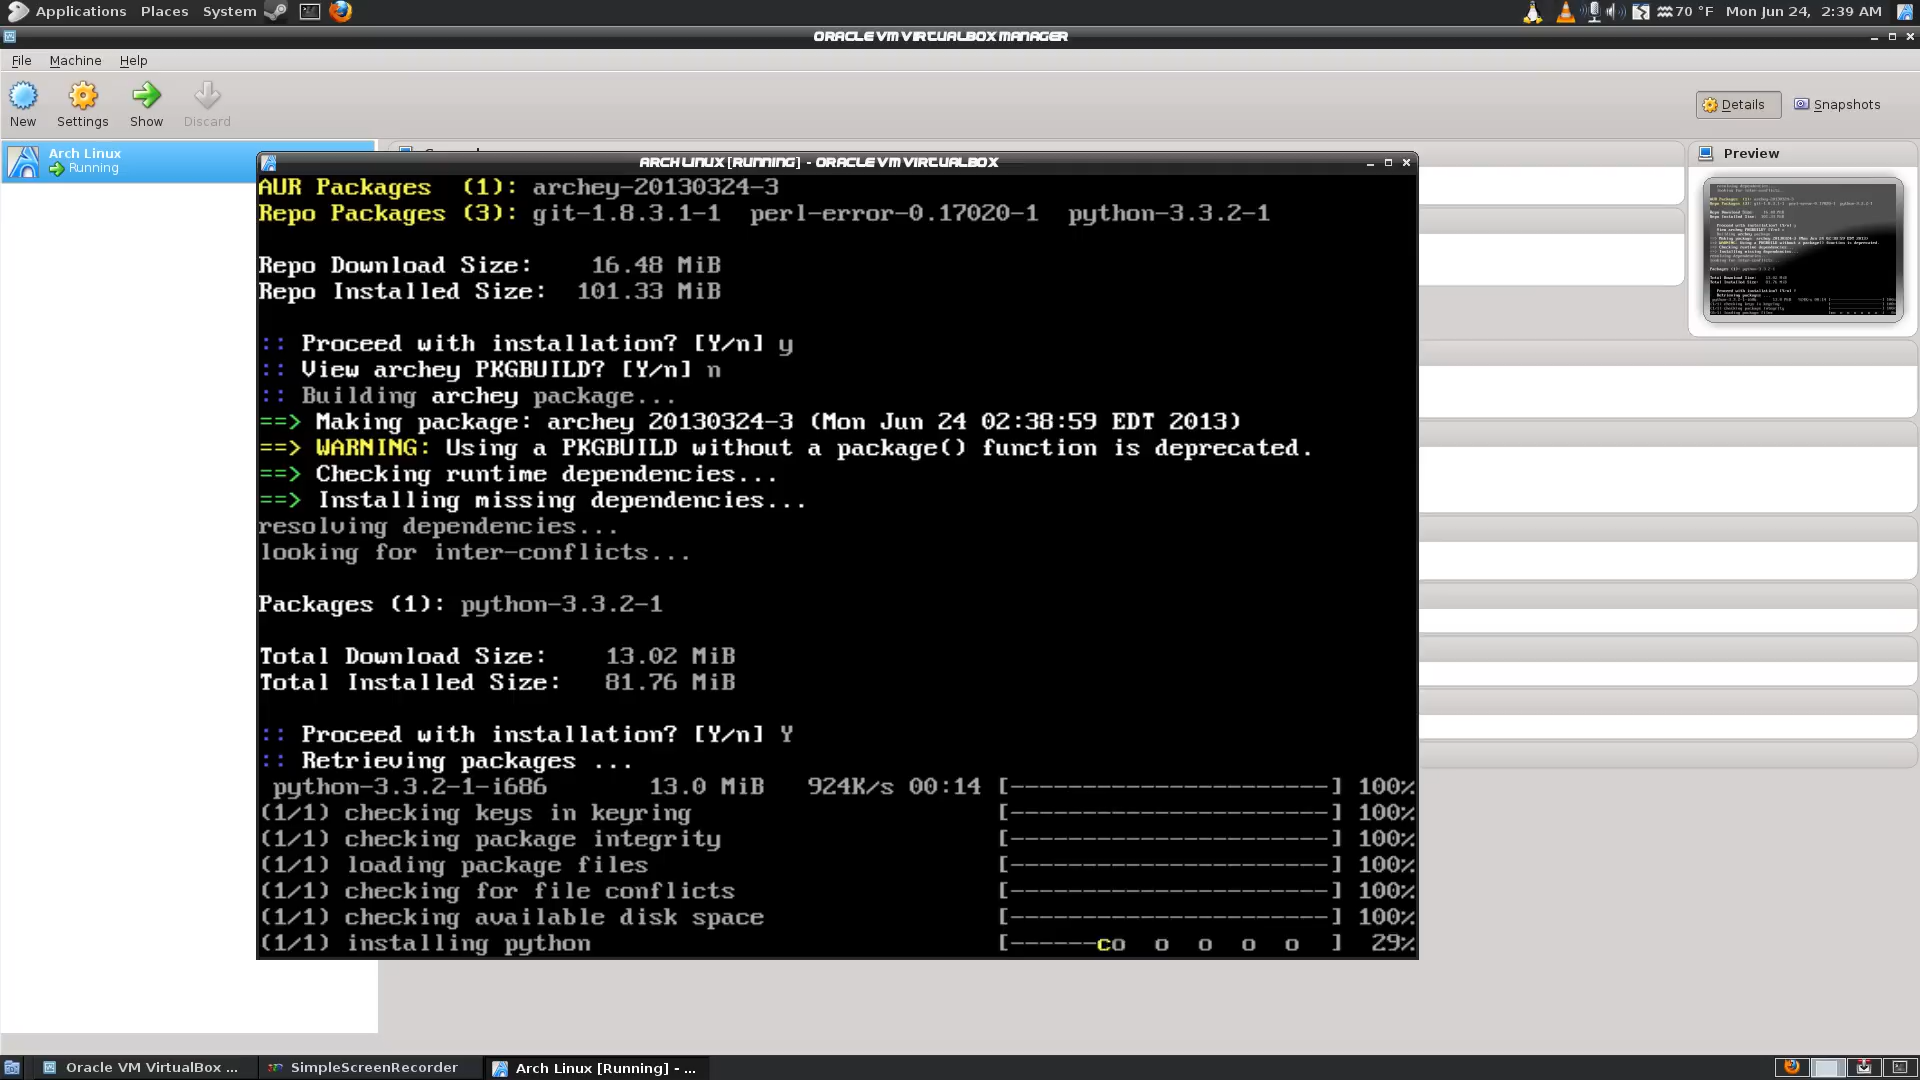 Applications Places System
70 °F Mon Jun 24, 2:39 AM
ORACLE VM VIRTUALBOX MANAGER
File Machine Help
New Settings Show Discard
Details Snapshots
Arch Linux
Running
Preview
ARCH LINUX [RUNNING] - ORACLE VM VIRTUALBOX
AUR Packages (1): archey-20130324-3
Repo Packages (3): git-1.8.3.1-1 perl-error-0.17020-1 python-3.3.2-1
Repo Download Size: 16.48 MiB
Repo Installed Size: 101.33 MiB
:: Proceed with installation? [Y/n] y
:: View archey PKGBUILD? [Y/n] n
:: Building archey package...
==> Making package: archey 20130324-3 (Mon Jun 24 02:38:59 EDT 2013)
==> WARNING: Using a PKGBUILD without a package() function is deprecated.
==> Checking runtime dependencies...
==> Installing missing dependencies...
resolving dependencies...
looking for inter-conflicts...
Packages (1): python-3.3.2-1
Total Download Size: 13.02 MiB
Total Installed Size: 81.76 MiB
:: Proceed with installation? [Y/n] Y
:: Retrieving packages ...
python-3.3.2-1-i686 13.0 MiB 924K/s 00:14 [----------------------] 100%
(1/1) checking keys in keyring [----------------------] 100%
(1/1) checking package integrity [----------------------] 100%
(1/1) loading package files [----------------------] 100%
(1/1) checking for file conflicts [----------------------] 100%
(1/1) checking available disk space [----------------------] 100%
(1/1) installing python [------co  o  o  o  o ] 29%
Oracle VM VirtualBox ... SimpleScreenRecorder Arch Linux [Running] - ...